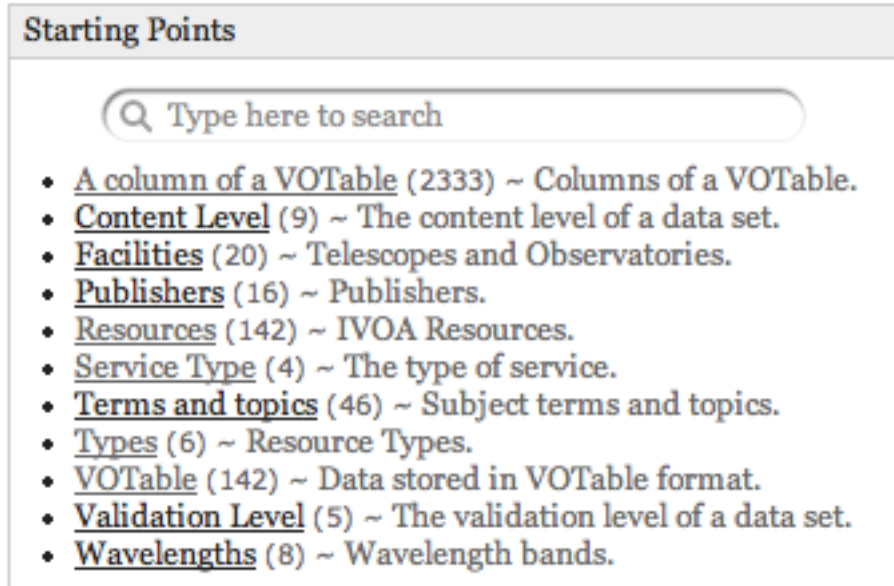 Starting Points
Type here to search
• A column of a VOTable (2333) ~ Columns of a VOTable.
• Content Level (9) ~ The content level of a data set.
• Facilities (20) ~ Telescopes and Observatories.
• Publishers (16) ~ Publishers.
• Resources (142) ~ IVOA Resources.
• Service Type (4) ~ The type of service.
• Terms and topics (46) ~ Subject terms and topics.
• Types (6) ~ Resource Types.
• VOTable (142) ~ Data stored in VOTable format.
• Validation Level (5) ~ The validation level of a data set.
• Wavelengths (8) ~ Wavelength bands.